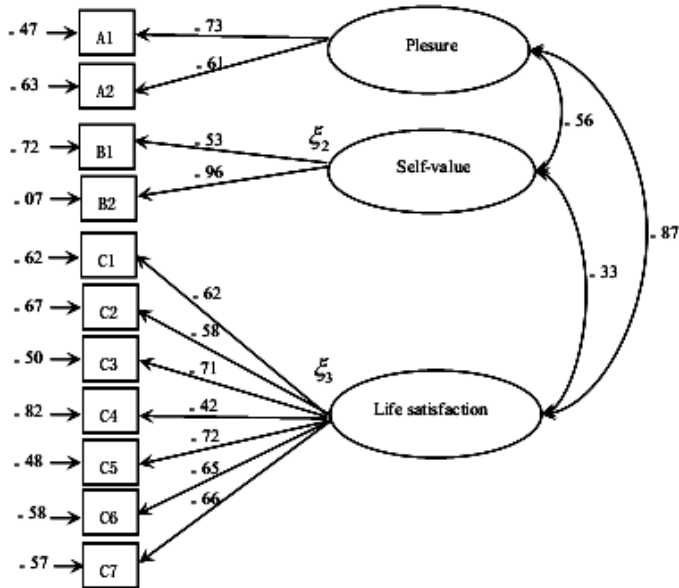 - 47 A1 - 73 Plesure
- 63 A2 - 61
- 56
- 72 B1 - 53 ξ2 Self-value
- 07 B2 - 96
- 87
- 33
- 62 C1 - 62
- 67 C2 - 58
- 50 C3 - 71 ξ3
- 82 C4 - 42 Life satisfaction
- 48 C5 - 72
- 58 C6 - 65
- 57 C7 - 66